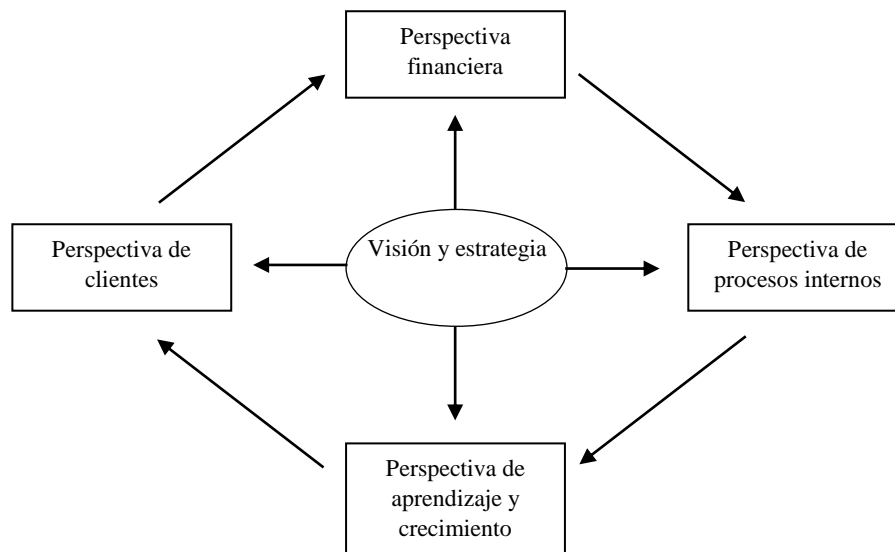 Perspectiva
financiera
Perspectiva de
clientes
Visión y estrategia
Perspectiva de
procesos internos
Perspectiva de
aprendizaje y
crecimiento